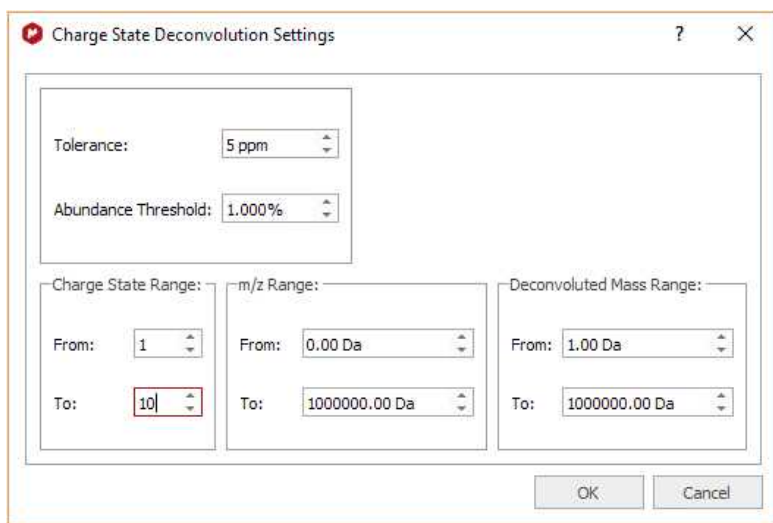 Charge State Deconvolution Settings ?
Tolerance: 5 ppm
Abundance Threshold: 1.000%
Charge State Range: m/z Range: Deconvoluted Mass Range:
From: 1 From: 0.00 Da From: 1.00 Da
To: 10 To: 1000000.00 Da To: 1000000.00 Da
OK Cancel